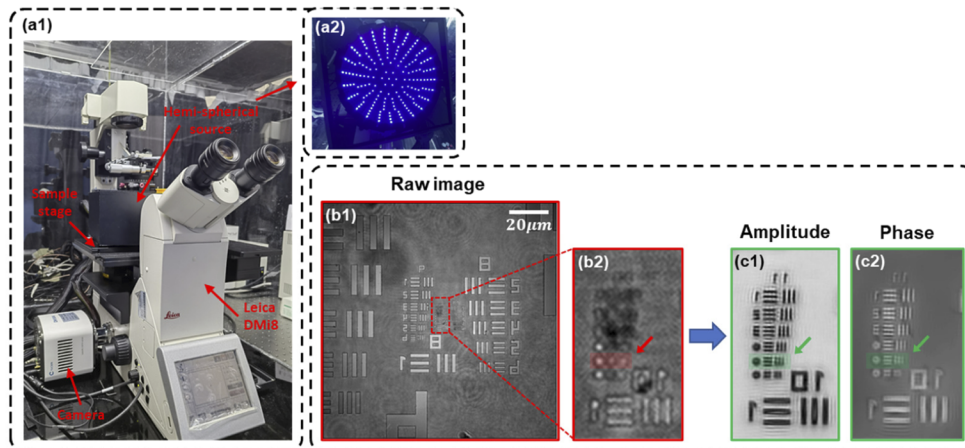 (a1)
Hemi-spherical
source
Sample
stage
Leica
DMi8
Leica
Camera
(a2)
Raw image
(b1)
20μm
(b2)
Amplitude
(c1)
Phase
(c2)